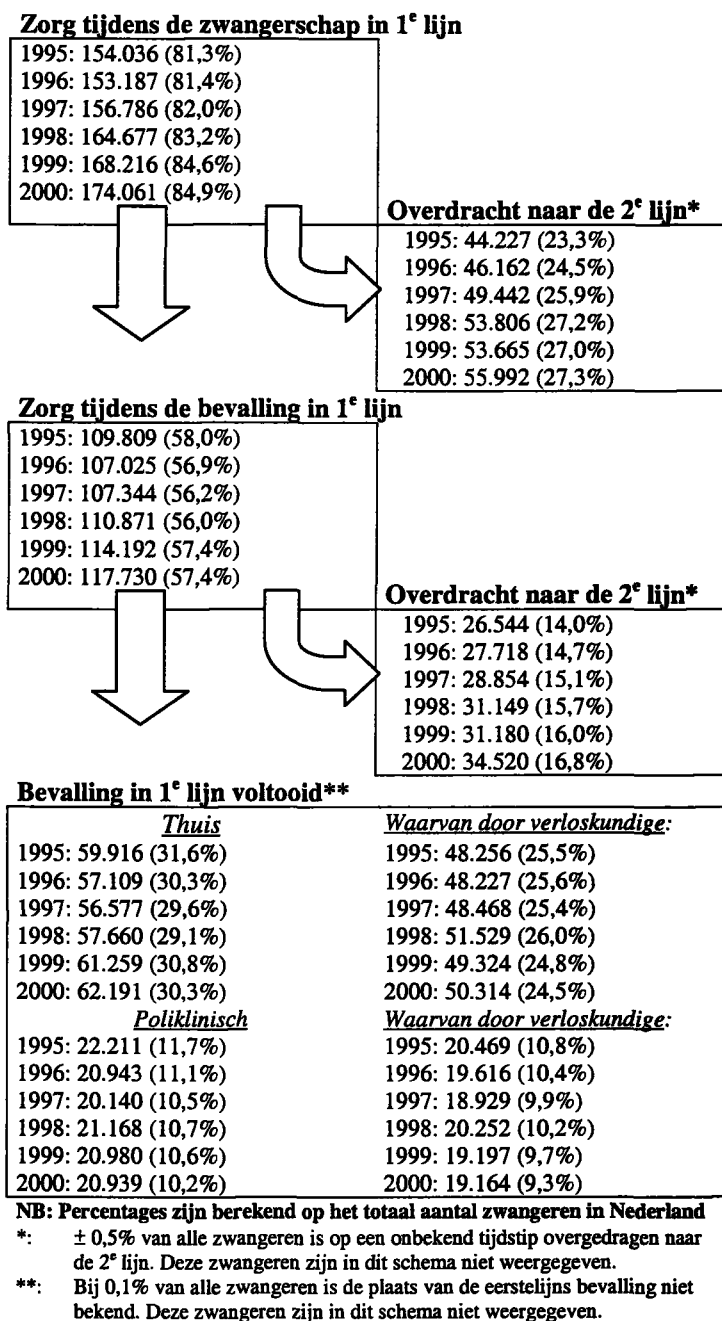 Zorg tijdens de zwangerschap in 1e lijn
1995: 154.036 (81,3%)
1996: 153.187 (81,4%)
1997: 156.786 (82,0%)
1998: 164.677 (83,2%)
1999: 168.216 (84,6%)
2000: 174.061 (84,9%)
Overdracht naar de 2e lijn*
1995: 44.227 (23,3%)
1996: 46.162 (24,5%)
1997: 49.442 (25,9%)
1998: 53.806 (27,2%)
1999: 53.665 (27,0%)
2000: 55.992 (27,3%)
Zorg tijdens de bevalling in 1e lijn
1995: 109.809 (58,0%)
1996: 107.025 (56,9%)
1997: 107.344 (56,2%)
1998: 110.871 (56,0%)
1999: 114.192 (57,4%)
2000: 117.730 (57,4%)
Overdracht naar de 2e lijn*
1995: 26.544 (14,0%)
1996: 27.718 (14,7%)
1997: 28.854 (15,1%)
1998: 31.149 (15,7%)
1999: 31.180 (16,0%)
2000: 34.520 (16,8%)
Bevalling in 1e lijn voltooid**
Thuis
1995: 59.916 (31,6%)
1996: 57.109 (30,3%)
1997: 56.577 (29,6%)
1998: 57.660 (29,1%)
1999: 61.259 (30,8%)
2000: 62.191 (30,3%)
Waarvan door verloskundige:
1995: 48.256 (25,5%)
1996: 48.227 (25,6%)
1997: 48.468 (25,4%)
1998: 51.529 (26,0%)
1999: 49.324 (24,8%)
2000: 50.314 (24,5%)
Poliklinisch
1995: 22.211 (11,7%)
1996: 20.943 (11,1%)
1997: 20.140 (10,5%)
1998: 21.168 (10,7%)
1999: 20.980 (10,6%)
2000: 20.939 (10,2%)
Waarvan door verloskundige:
1995: 20.469 (10,8%)
1996: 19.616 (10,4%)
1997: 18.929 (9,9%)
1998: 20.252 (10,2%)
1999: 19.197 (9,7%)
2000: 19.164 (9,3%)
NB: Percentages zijn berekend op het totaal aantal zwangeren in Nederland
*: ± 0,5% van alle zwangeren is op een onbekend tijdstip overgedragen naar
de 2e lijn. Deze zwangeren zijn in dit schema niet weergegeven.
**: Bij 0,1% van alle zwangeren is de plaats van de eerstelijns bevalling niet
bekend. Deze zwangeren zijn in dit schema niet weergegeven.